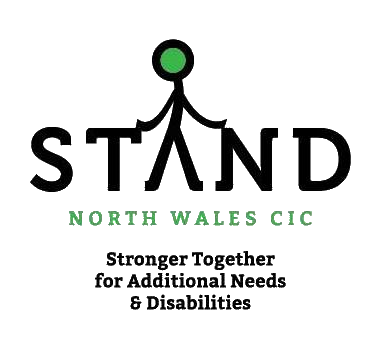 STAND
NORTH WALES CIC
Stronger Together
for Additional Needs
& Disabilities